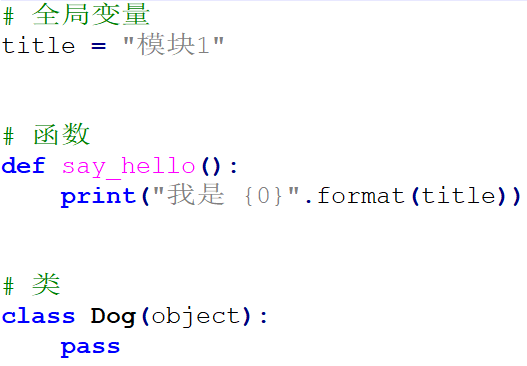 # 全局变量
title = "模块1"
# 函数
def say_hello():
    print("我是 {0}".format(title))
# 类
class Dog(object):
    pass